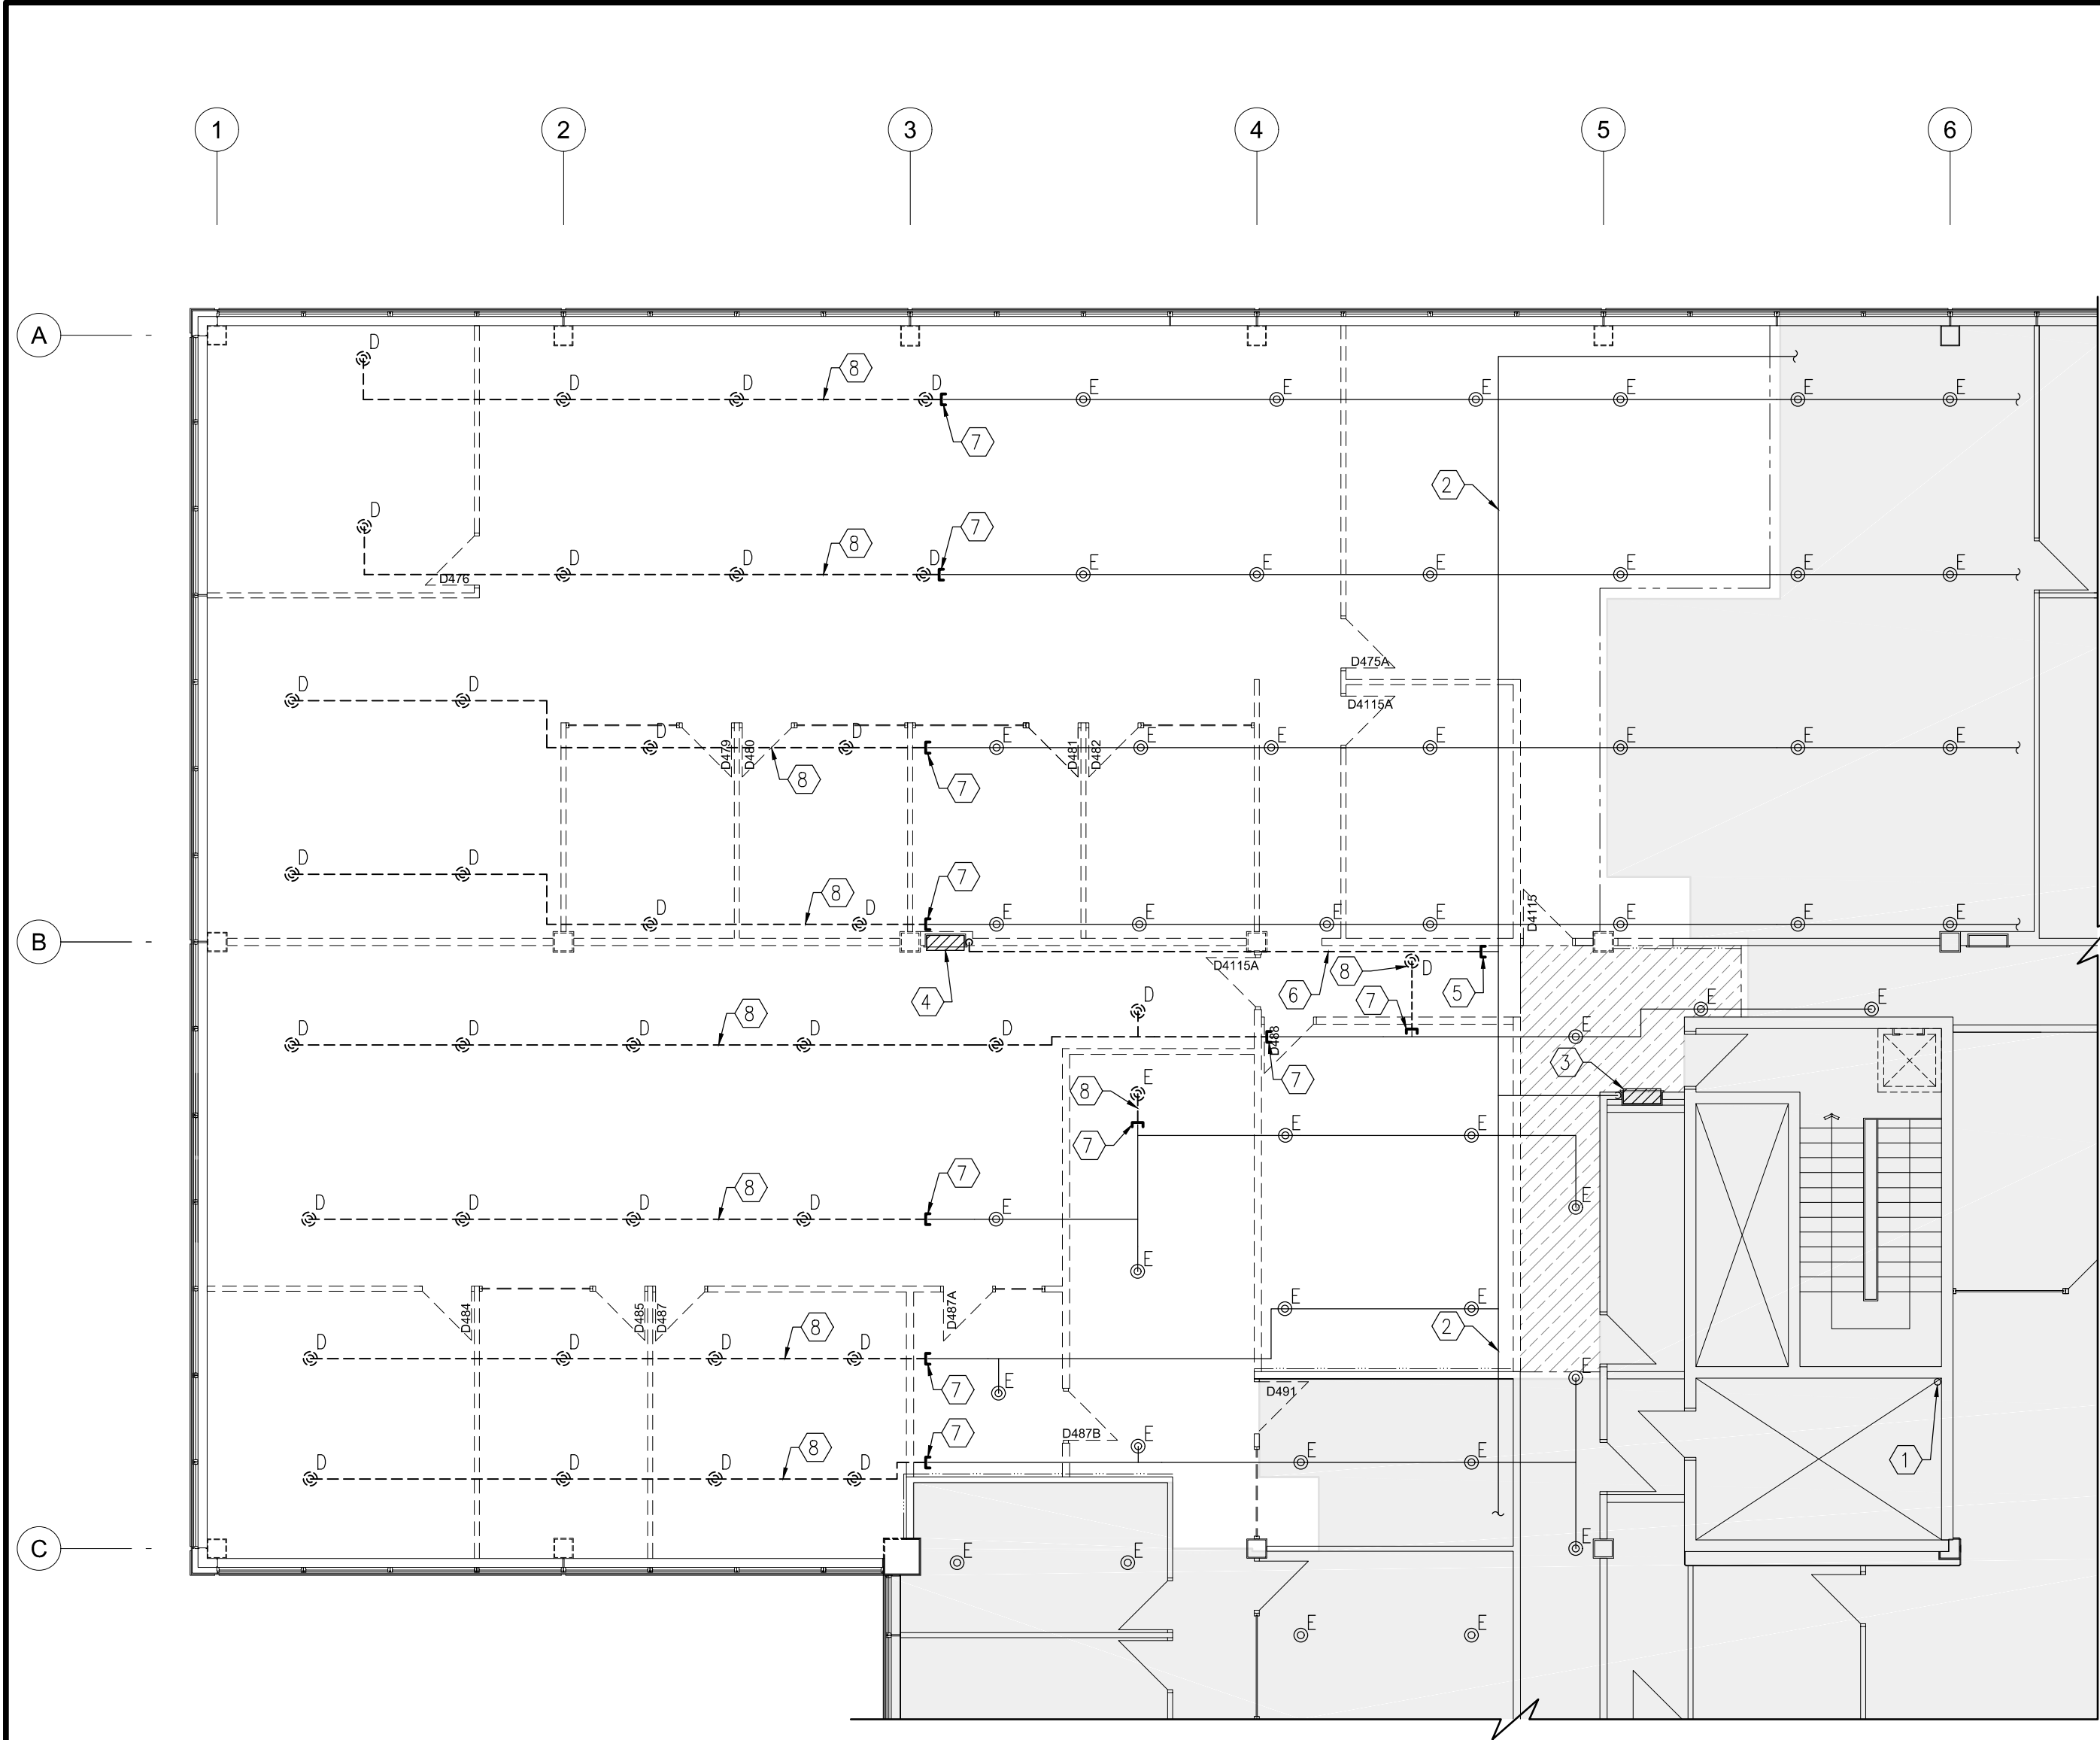 1 2 3 4 5 6
A
D D D D 8 E E E E E E
7
D 2
7
D D D 8 D E E E E E E
D476
D475A
D D D4115A
D D D479 D480 E E D481 D482 E E E E E
8 7
D D 8 7 D4115
D D E E E E E E E
B
D4115A 8 D
4 6 7 5
D E E
D D D 8 D D D488 E
3
8 E 7
7 E E
D D D 8 D 7 E E
E
D484 D485 D487 D487A E E
D D D 8 D 2
7 E D491 E
D487B E
D D D 8 D 7 E E
1
C
E E E
E E